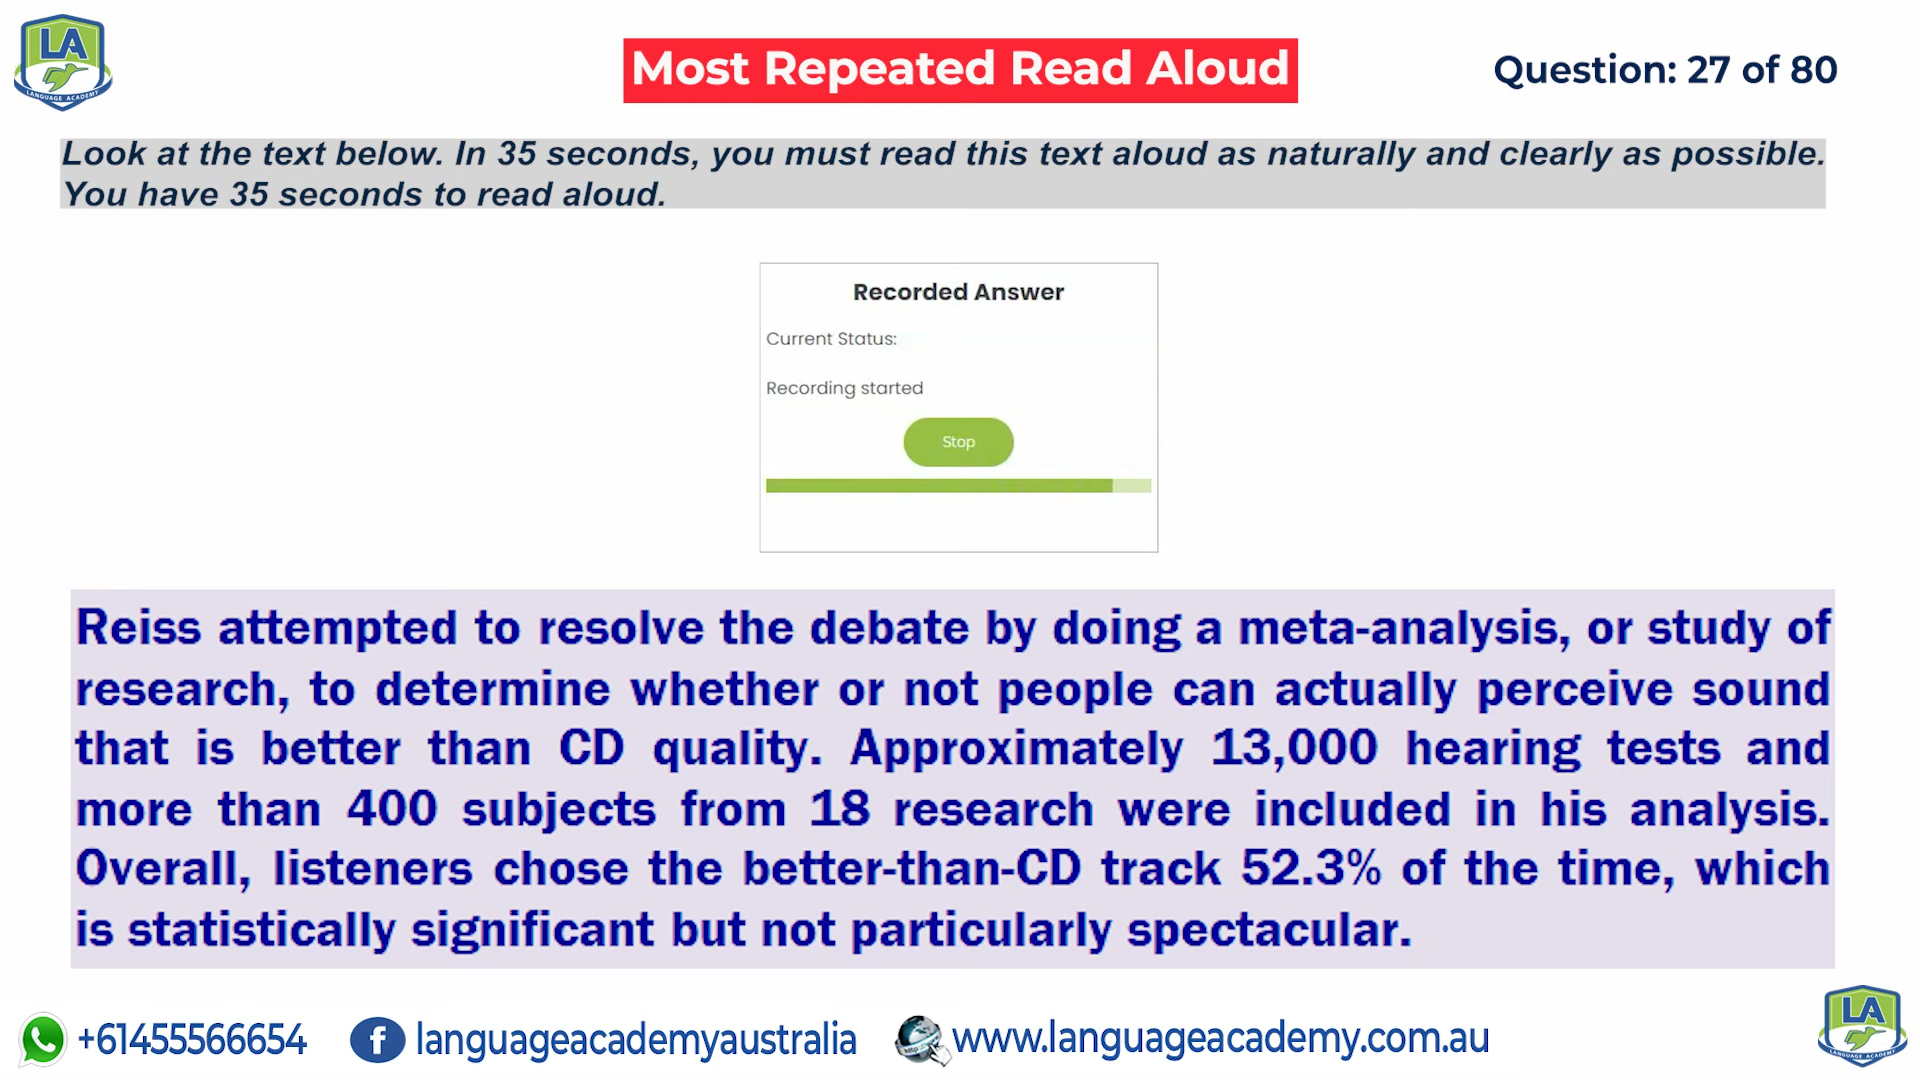 LA
LANGUAGE ACADEMY
Most Repeated Read Aloud
Question: 27 of 80
Look at the text below. In 35 seconds, you must read this text aloud as naturally and clearly as possible.
You have 35 seconds to read aloud.
Recorded Answer
Current Status:
Recording started
Stop
Reiss attempted to resolve the debate by doing a meta-analysis, or study of
research, to determine whether or not people can actually perceive sound
that is better than CD quality. Approximately 13,000 hearing tests and
more than 400 subjects from 18 research were included in his analysis.
Overall, listeners chose the better-than-CD track 52.3% of the time, which
is statistically significant but not particularly spectacular.
+61455566654
f languageacademyaustralia
http www.languageacademy.com.au
LA
LANGUAGE ACADEMY